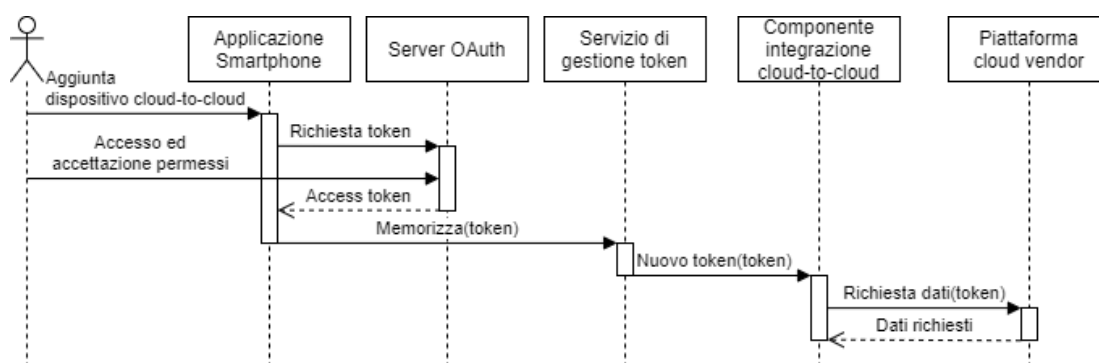 Applicazione
Smartphone
Server OAuth
Servizio di
gestione token
Componente
integrazione
cloud-to-cloud
Piattaforma
cloud vendor
Aggiunta
dispositivo cloud-to-cloud
Richiesta token
Accesso ed
accettazione permessi
Access token
Memorizza(token)
Nuovo token(token)
Richiesta dati(token)
Dati richiesti